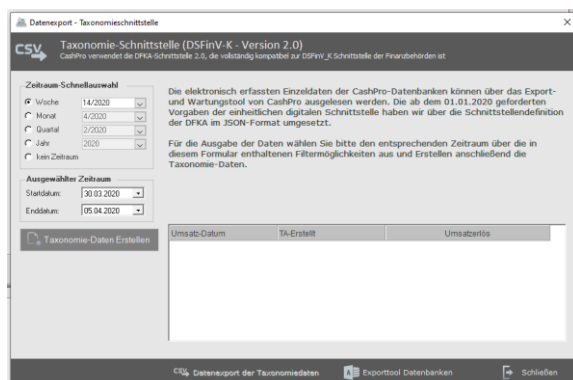 Datenexport - Taxonomieschnittstelle
CSV
Taxonomie-Schnittstelle (DSFinV-K - Version 2.0)
CashPro verwendet die DFKA-Schnittstelle 2.0, die vollständig kompatibel zur DSFinV_K Schnittstelle der Finanzbehörden ist
Zeitraum-Schnellauswahl
Woche 14/2020
Monat 4/2020
Quartal 2/2020
Jahr 2020
kein Zeitraum
Ausgewählter Zeitraum
Startdatum: 30.03.2020
Enddatum: 05.04.2020
Taxonomie-Daten Erstellen
Die elektronisch erfassten Einzeldaten der CashPro-Datenbanken können über das Export-
und Wartungstool von CashPro ausgelesen werden. Die ab dem 01.01.2020 geforderten
Vorgaben der einheitlichen digitalen Schnittstelle haben wir über die Schnittstellendefinition
der DFKA im JSON-Format umgesetzt.
Für die Ausgabe der Daten wählen Sie bitte den entsprechenden Zeitraum über die in
diesem Formular enthaltenen Filtermöglichkeiten aus und Erstellen anschließend die
Taxonomie-Daten.
Umsatz-Datum TA-Erstellt Umsatzerlös
CSV Datenexport der Taxonomiedaten Exporttool Datenbanken Schließen